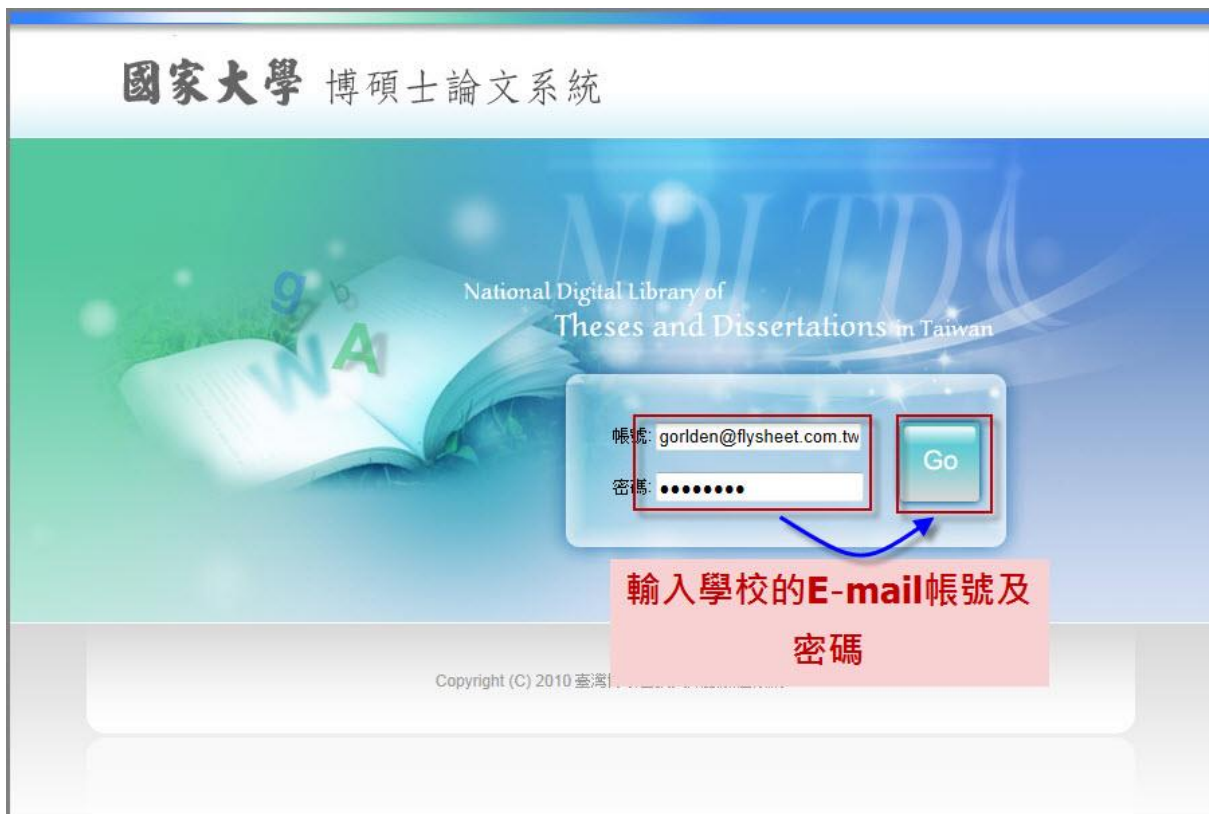 國家大學 博碩士論文系統
NDLTD
National Digital Library of
Theses and Dissertations in Taiwan
g b
W A
帳號: gorlden@flysheet.com.tw
Go
密碼: ●●●●●●●●
輸入學校的E-mail帳號及
密碼
Copyright (C) 2010 臺灣